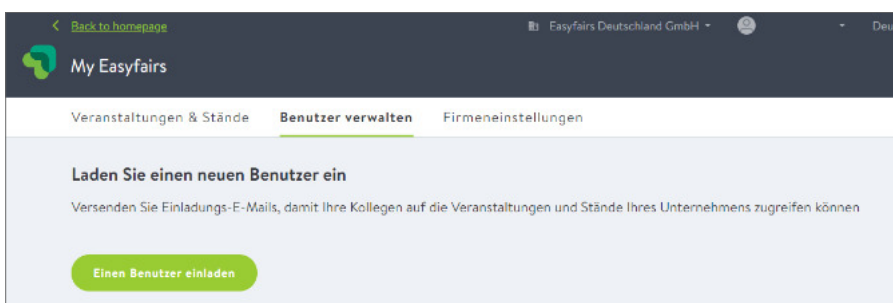 Back to homepage
Easyfairs Deutschland GmbH
Deu
My Easyfairs
Veranstaltungen & Stände
Benutzer verwalten
Firmeneinstellungen
Laden Sie einen neuen Benutzer ein
Versenden Sie Einladungs-E-Mails, damit Ihre Kollegen auf die Veranstaltungen und Stände Ihres Unternehmens zugreifen können
Einen Benutzer einladen